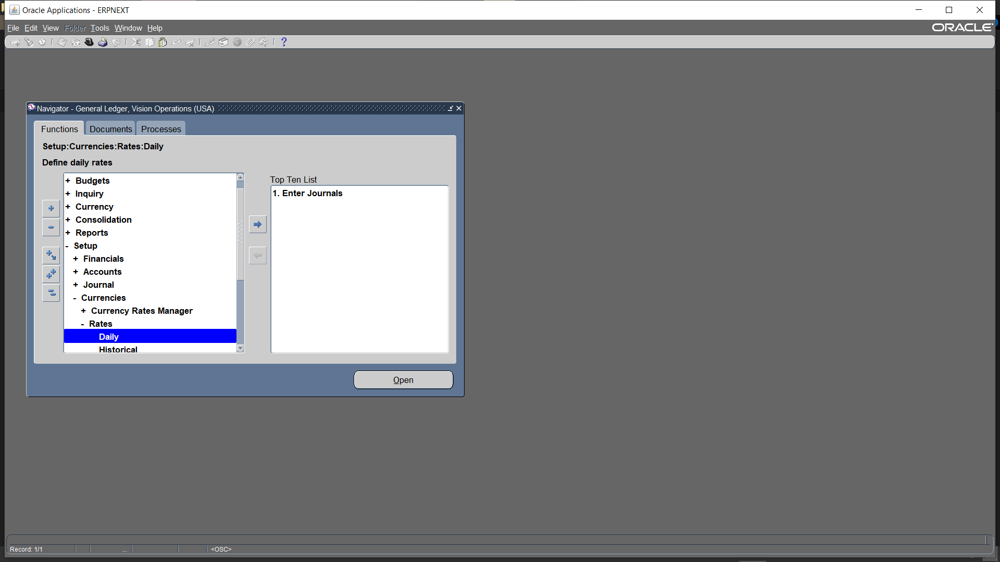 Oracle Applications - ERPNEXT
File Edit View Folder Tools Window Help
ORACLE
?
Navigator - General Ledger, Vision Operations (USA)
Functions Documents Processes
Setup:Currencies:Rates:Daily
Define daily rates
+ Budgets
+ Inquiry
+ Currency
+ Consolidation
+ Reports
- Setup
+ Financials
+ Accounts
+ Journal
- Currencies
+ Currency Rates Manager
- Rates
Daily
Historical
Top Ten List
1. Enter Journals
Open
Record: 1/1 ... <OSC>